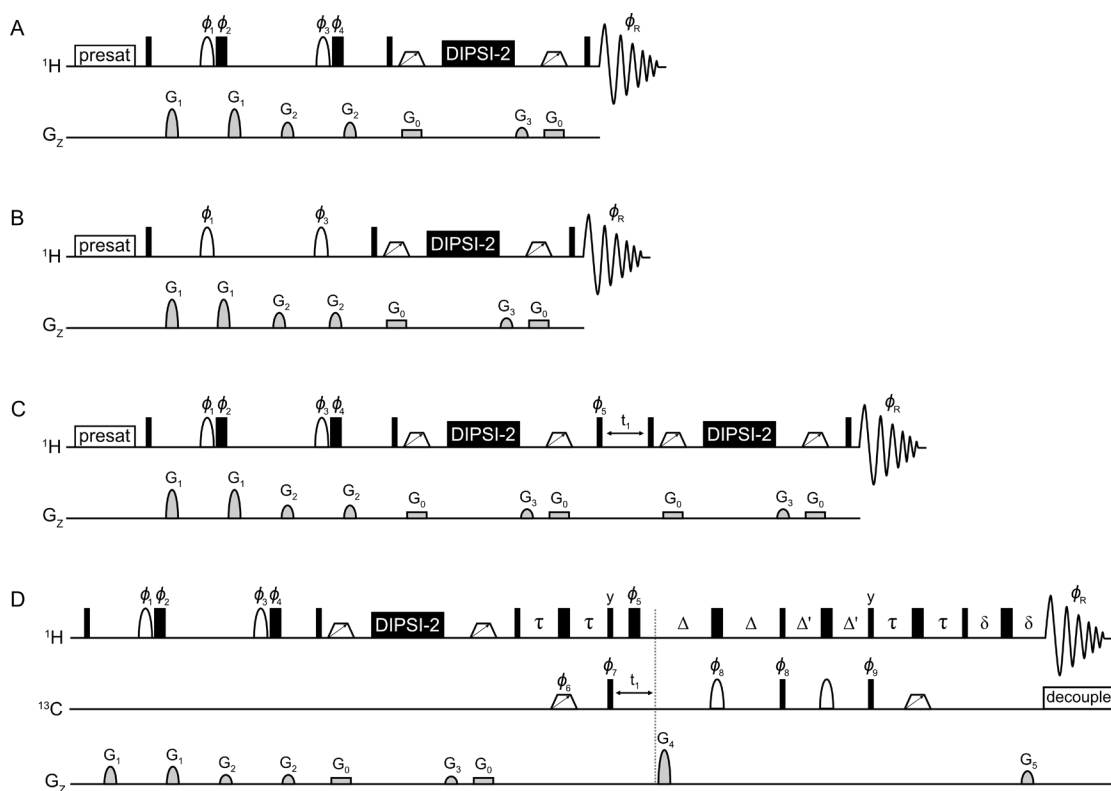 A
ϕ1 ϕ2 ϕ3 ϕ4 ϕR
1H presat DIPSI-2
G1 G1 G2 G2 G0 G3 G0
GZ
B
ϕ1 ϕ3 ϕR
1H presat DIPSI-2
G1 G1 G2 G2 G0 G3 G0
GZ
C
ϕ1 ϕ2 ϕ3 ϕ4 ϕ5 ϕR
1H presat DIPSI-2 t1 DIPSI-2
G1 G1 G2 G2 G0 G3 G0 G0 G3 G0
GZ
D
ϕ1 ϕ2 ϕ3 ϕ4 y ϕ5 y ϕR
1H DIPSI-2 τ τ Δ Δ Δ' Δ' τ τ δ δ
ϕ6 ϕ7 ϕ8 ϕ8 ϕ9
13C t1 decouple
G1 G1 G2 G2 G0 G3 G0 G4 G5
GZ